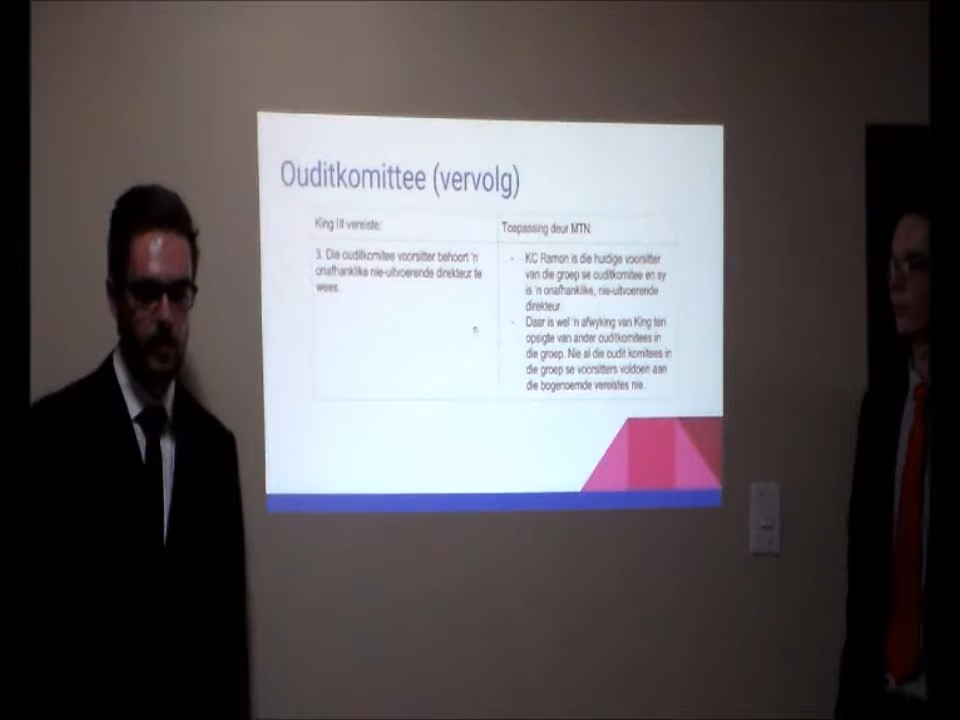 Ouditkomittee (vervolg)
King III vereiste:
3. Die ouditkomitee voorsitter behoort 'n
onafhanklike nie-uitvoerende direkteur te
wees.
Toepassing deur MTN:
- KC Ramon is die huidige voorsitter
van die groep se ouditkomitee en sy
is 'n onafhanklike, nie-uitvoerende
direkteur
- Daar is wel 'n afwyking van King ten
opsigte van ander ouditkomitees in
die groep. Nie al die oudit komitees in
die groep se voorsitters voldoen aan
die bogenoemde vereistes nie.